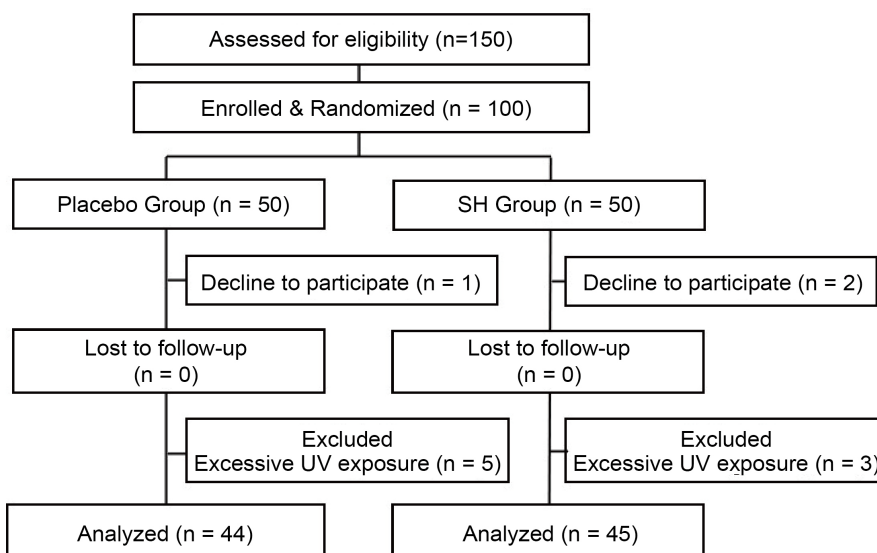 Assessed for eligibility (n=150)
Enrolled & Randomized (n = 100)
Placebo Group (n = 50)
SH Group (n = 50)
Decline to participate (n = 1)
Decline to participate (n = 2)
Lost to follow-up
(n = 0)
Lost to follow-up
(n = 0)
Excluded
Excessive UV exposure (n = 5)
Excluded
Excessive UV exposure (n = 3)
Analyzed (n = 44)
Analyzed (n = 45)